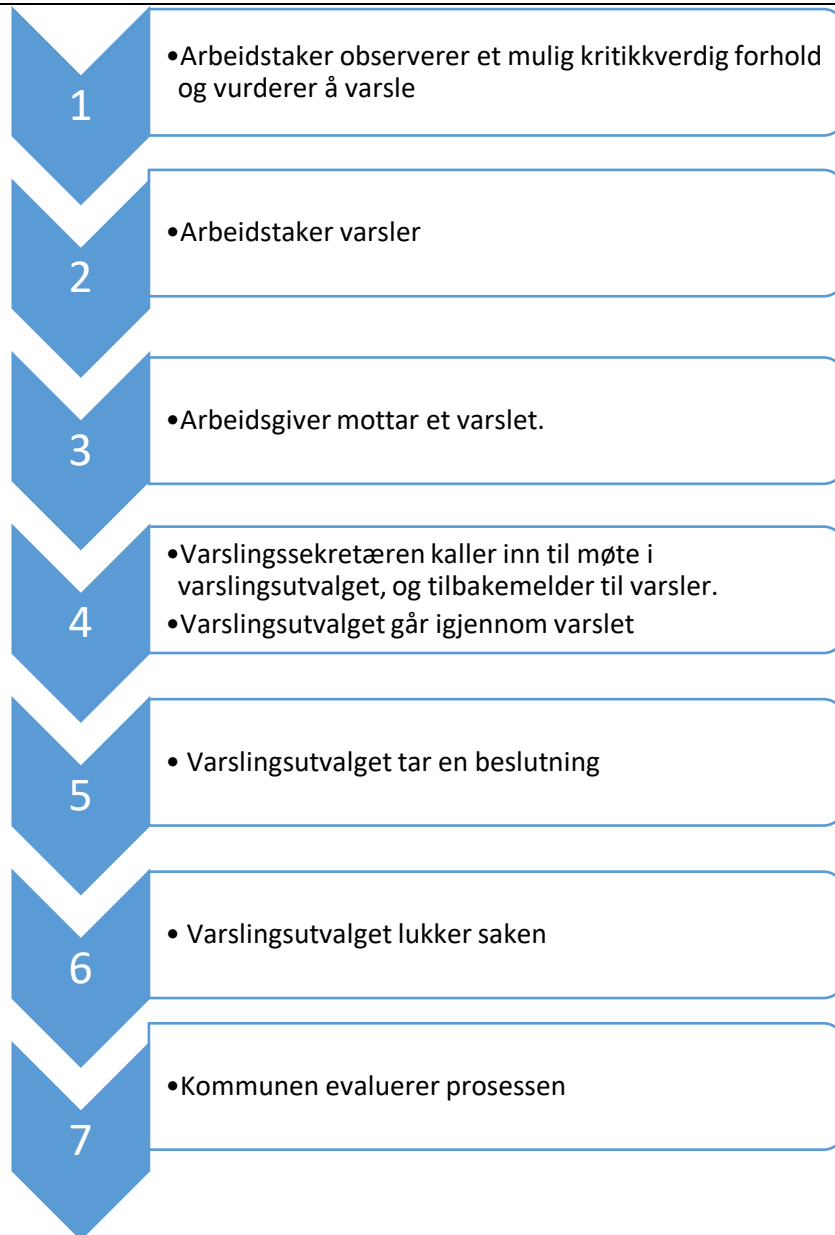 1
•Arbeidstaker observerer et mulig kritikkverdig forhold
og vurderer å varsle
2
•Arbeidstaker varsler
3
•Arbeidsgiver mottar et varslet.
4
•Varslingssekretæren kaller inn til møte i
varslingsutvalget, og tilbakemelder til varsler.
•Varslingsutvalget går igjennom varslet
5
• Varslingsutvalget tar en beslutning
6
• Varslingsutvalget lukker saken
7
•Kommunen evaluerer prosessen